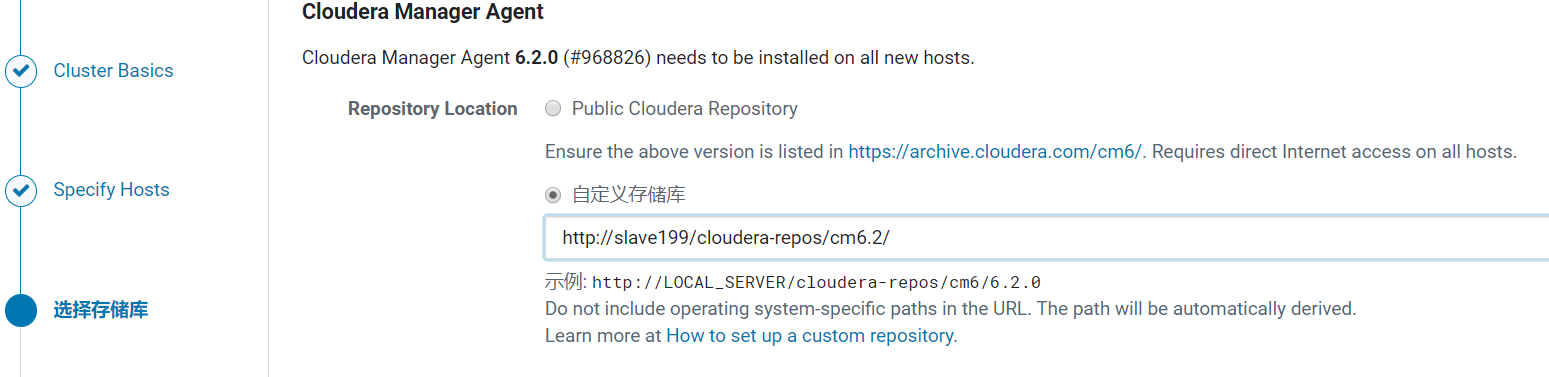 Cloudera Manager Agent
Cloudera Manager Agent 6.2.0 (#968826) needs to be installed on all new hosts.
Cluster Basics
Repository Location
Public Cloudera Repository
Ensure the above version is listed in https://archive.cloudera.com/cm6/. Requires direct Internet access on all hosts.
Specify Hosts
自定义存储库
http://slave199/cloudera-repos/cm6.2/
示例: http://LOCAL_SERVER/cloudera-repos/cm6/6.2.0
选择存储库
Do not include operating system-specific paths in the URL. The path will be automatically derived.
Learn more at How to set up a custom repository.